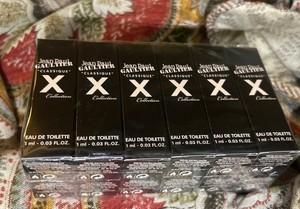 Jean Paul
GAULTIER
"CLASSIQUE"
X
Collection
EAU DE TOILETTE
1 ml - 0.03 FL.OZ.
Jean Paul
GAULTIER
"CLASSIQUE"
X
Collection
EAU DE TOILETTE
1 ml - 0.03 FL.OZ.
Jean Paul
GAULTIER
"CLASSIQUE"
X
Collection
EAU DE TOILETTE
1 ml - 0.03 FL.OZ.
Jean Paul
GAULTIER
"CLASSIQUE"
X
Collection
EAU DE TOILETTE
1 ml - 0.03 FL.OZ.
Jean Paul
GAULTIER
"CLASSIQUE"
X
Collection
EAU DE TOILETTE
1 ml - 0.03 FL.OZ.
Jean Paul
GAULTIER
"CLASSIQUE"
X
Collection
EAU DE TOILETTE
1 ml - 0.03 FL.OZ.